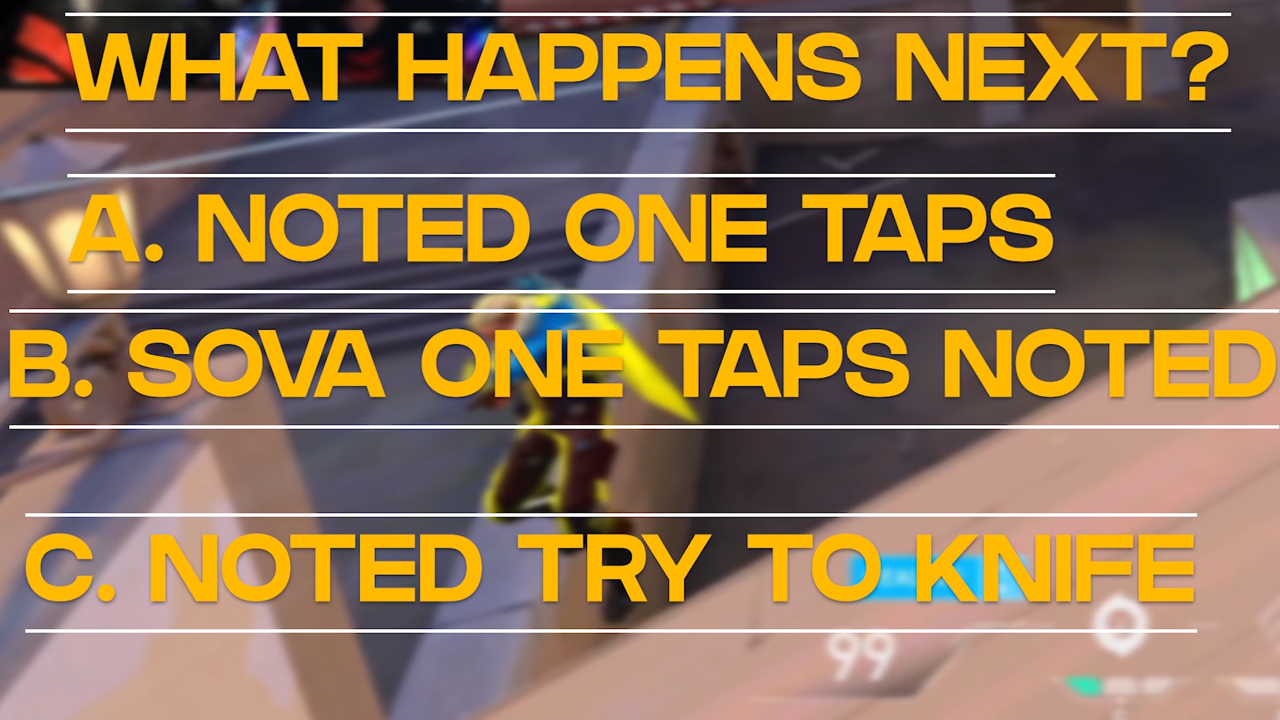 WHAT HAPPENS NEXT?
A. NOTED ONE TAPS
B. SOVA ONE TAPS NOTED
C. NOTED TRY TO KNIFE
99